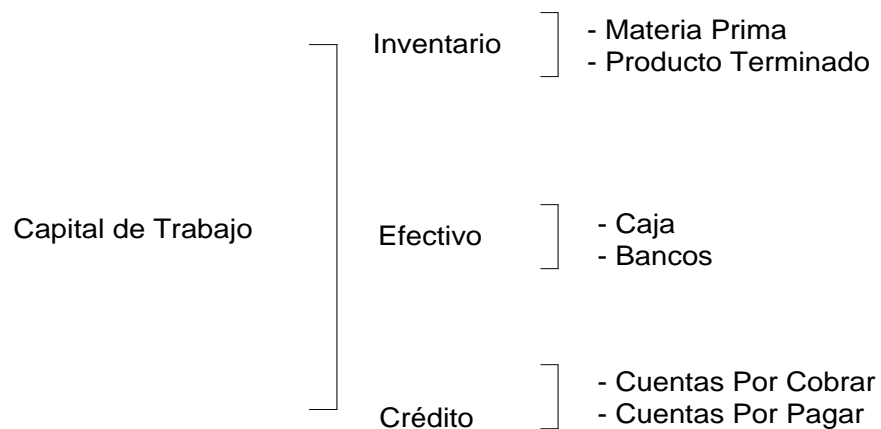 Capital de Trabajo
Inventario
- Materia Prima
- Producto Terminado
Efectivo
- Caja
- Bancos
Crédito
- Cuentas Por Cobrar
- Cuentas Por Pagar